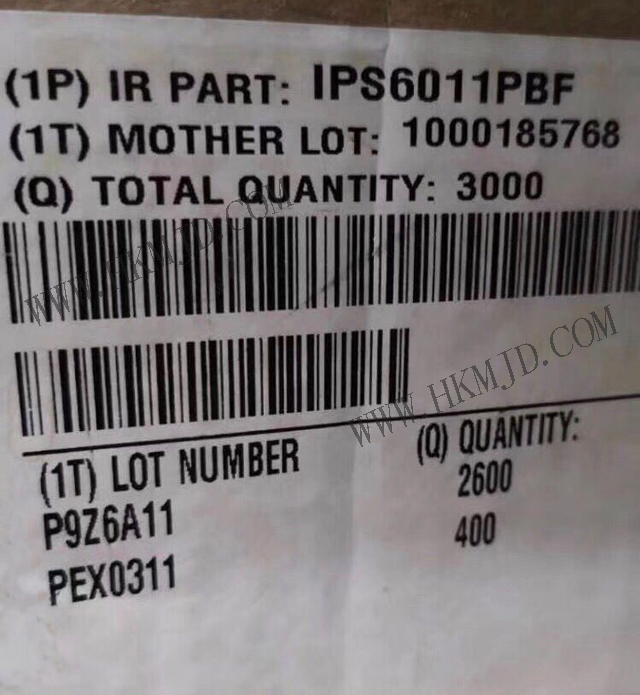 (1P) IR PART: IPS6011PBF
(1T) MOTHER LOT: 1000185768
(Q) TOTAL QUANTITY: 3000
WWW.HKMJD.COM
WWW.HKMJD.COM
(1T) LOT NUMBER (Q) QUANTITY:
P9Z6A11 2600
PEX0311 400